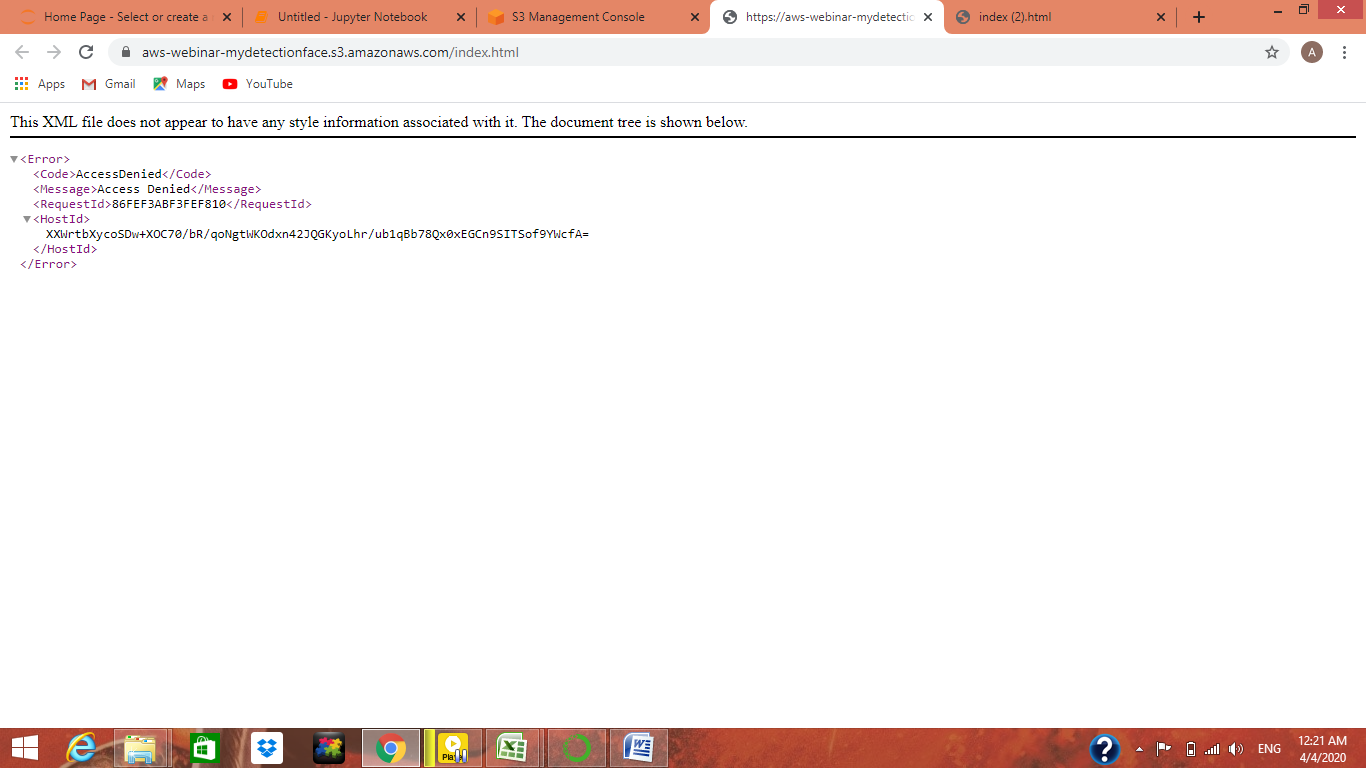 Home Page - Select or create a
Untitled - Jupyter Notebook
S3 Management Console
https://aws-webinar-mydetectio
index (2).html
aws-webinar-mydetectionface.s3.amazonaws.com/index.html
A
Apps
Gmail
Maps
YouTube
This XML file does not appear to have any style information associated with it. The document tree is shown below.
<Error>
<Code>AccessDenied</Code>
<Message>Access Denied</Message>
<RequestId>86FEF3ABF3FEF810</RequestId>
<HostId>
XXWrtbXycoSDw+XOC70/bR/qoNgtWKOdxn42JQGKyoLhr/ub1qBb78Qx0xEGCn9SITSof9YWcfA=
</HostId>
</Error>
ENG
12:21 AM
4/4/2020